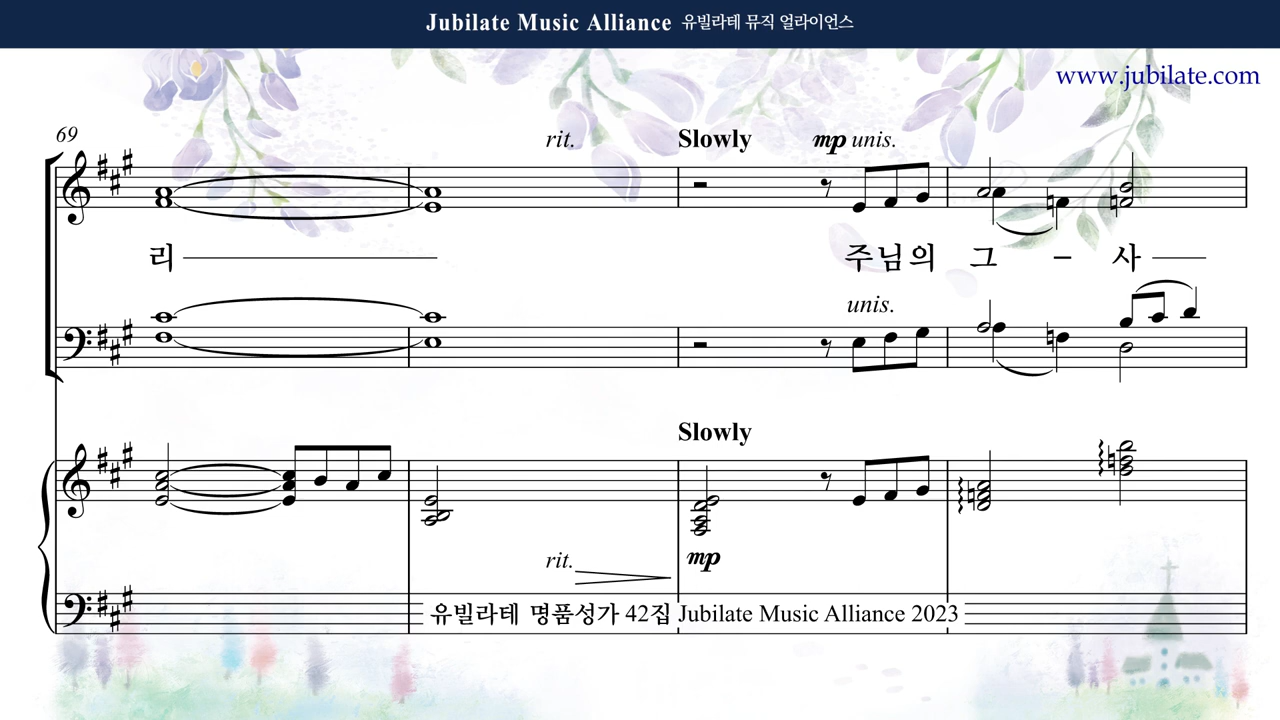 Jubilate Music Alliance 유빌라테 뮤직 얼라이언스
www.jubilate.com
69
rit. Slowly mp unis.
리 주님의 그 - 사
unis.
Slowly
rit. mp
유빌라테 명품성가 42집 Jubilate Music Alliance 2023